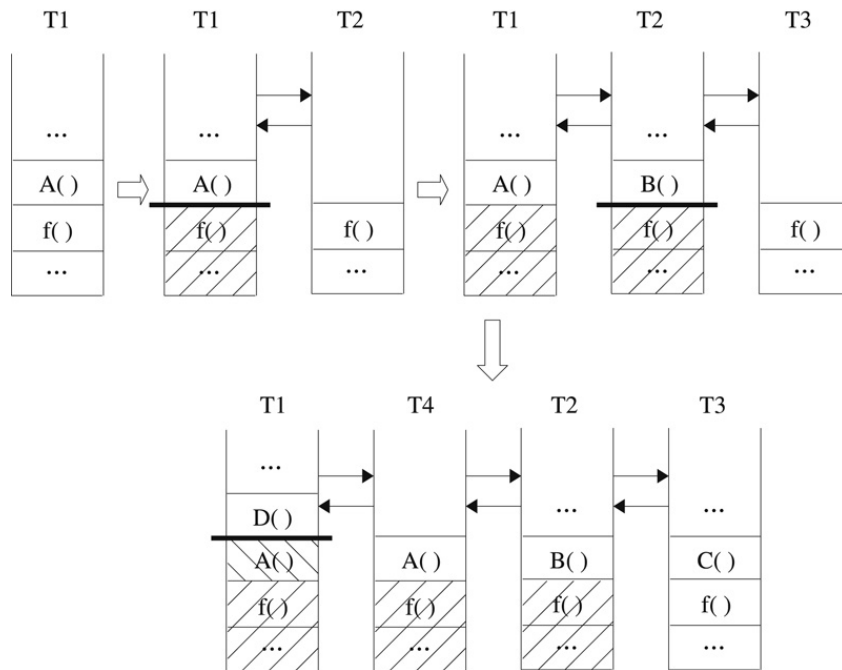 T1 T1 T2 T1 T2 T3
... ... ... ...
A( ) A( ) A( ) B( )
f( ) f( ) f( ) f( ) f( ) f( )
... ... ... ... ... ...
T1 T4 T2 T3
...
D( ) ... ...
A( ) A( ) B( ) C( )
f( ) f( ) f( ) f( )
... ... ... ...